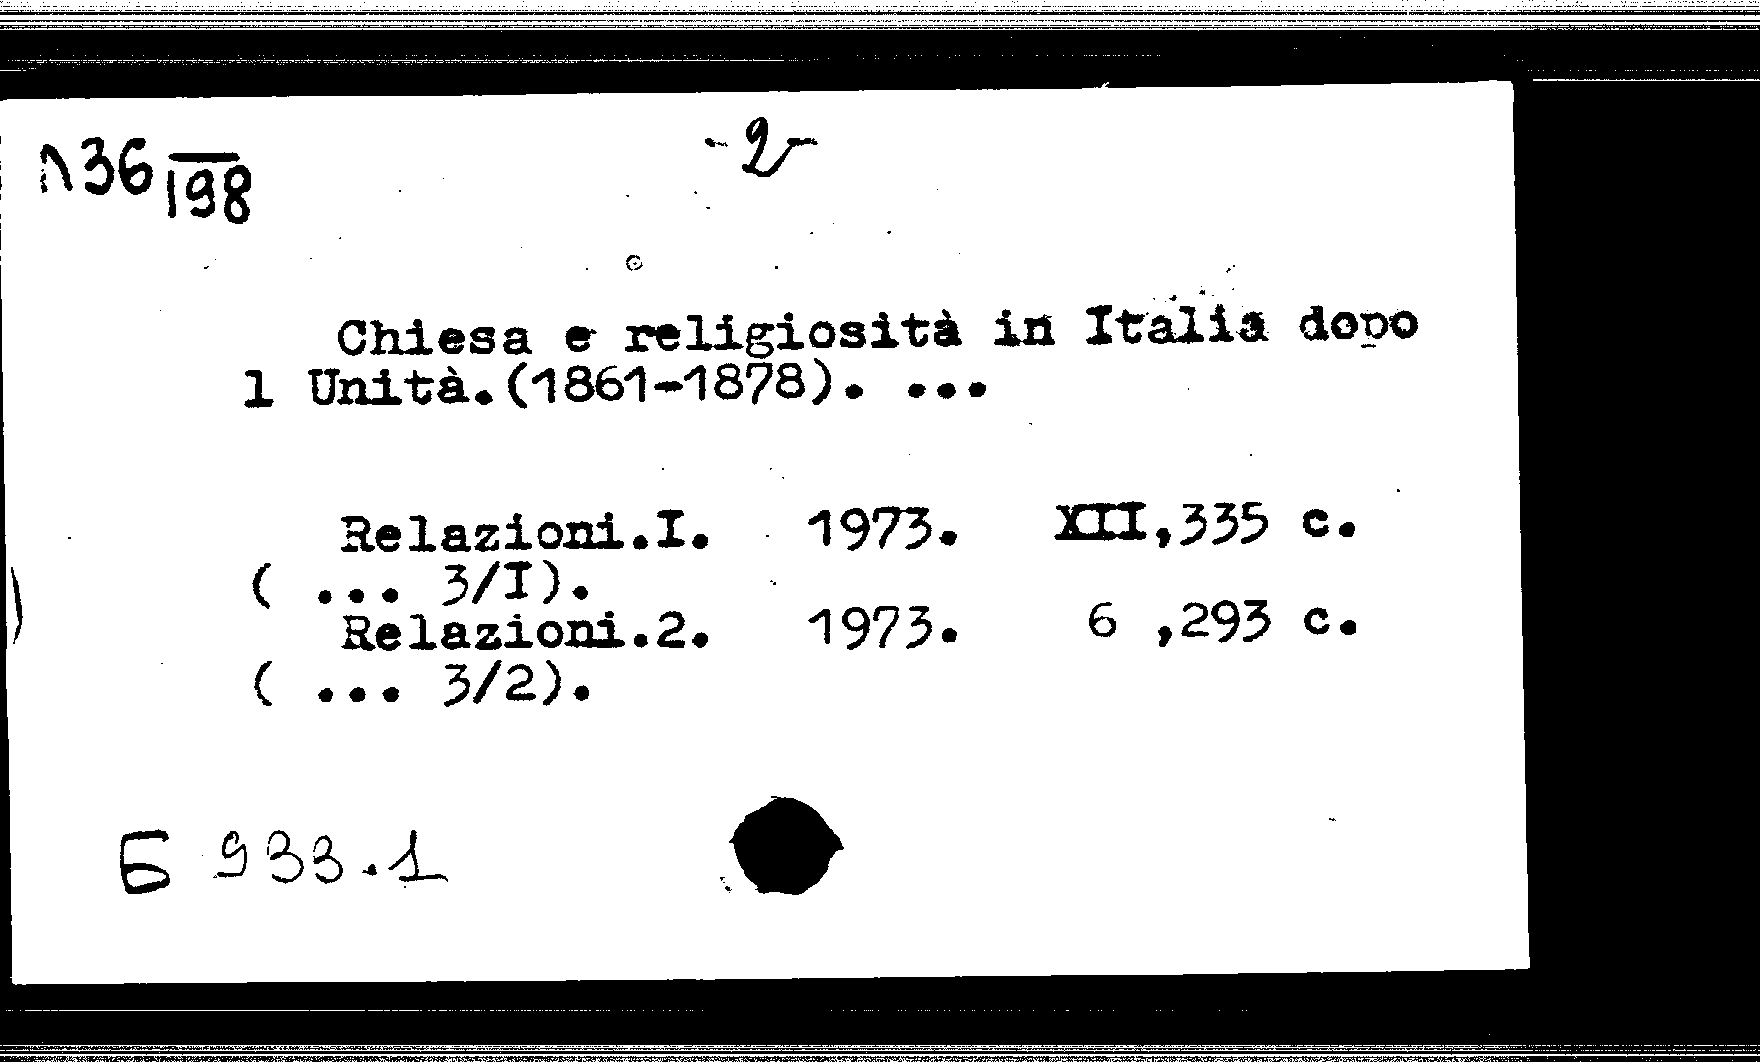 Л36/198
-2-
Chiesa e religiosità in Italia dopo
l Unità.(1861-1878). ...
Relazioni.I. 1973. XII,335 c.
( ... 3/I).
Relazioni.2. 1973. 6 ,293 c.
( ... 3/2).
Б 933.1